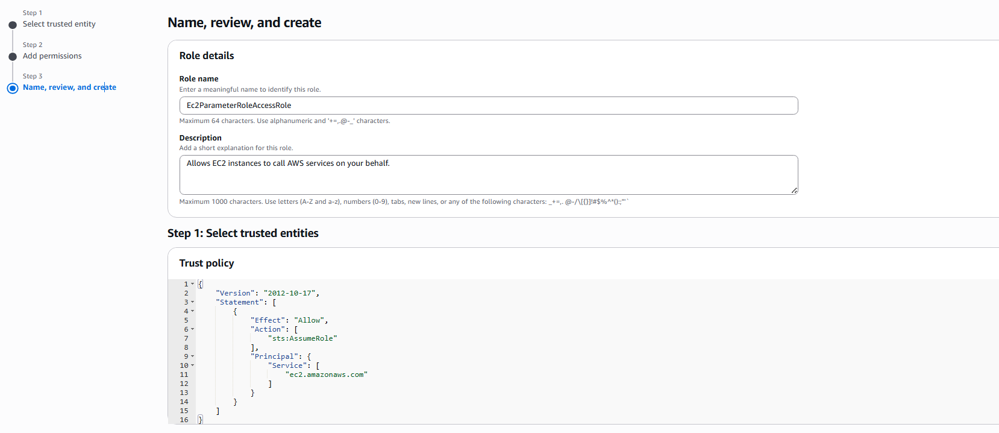 Step 1
Select trusted entity
Step 2
Add permissions
Step 3
Name, review, and create
Name, review, and create
Role details
Role name
Enter a meaningful name to identify this role.
Ec2ParameterRoleAccessRole
Maximum 64 characters. Use alphanumeric and '+=,.@-_' characters.
Description
Add a short explanation for this role.
Allows EC2 instances to call AWS services on your behalf.
Maximum 1000 characters. Use letters (A-Z and a-z), numbers (0-9), tabs, new lines, or any of the following characters: _+=,. @-/\[{}]!#$%^*();:"'`
Step 1: Select trusted entities
Trust policy
1 {
2 "Version": "2012-10-17",
3 "Statement": [
4 {
5 "Effect": "Allow",
6 "Action": [
7 "sts:AssumeRole"
8 ],
9 "Principal": {
10 "Service": [
11 "ec2.amazonaws.com"
12 ]
13 }
14 }
15 ]
16 }